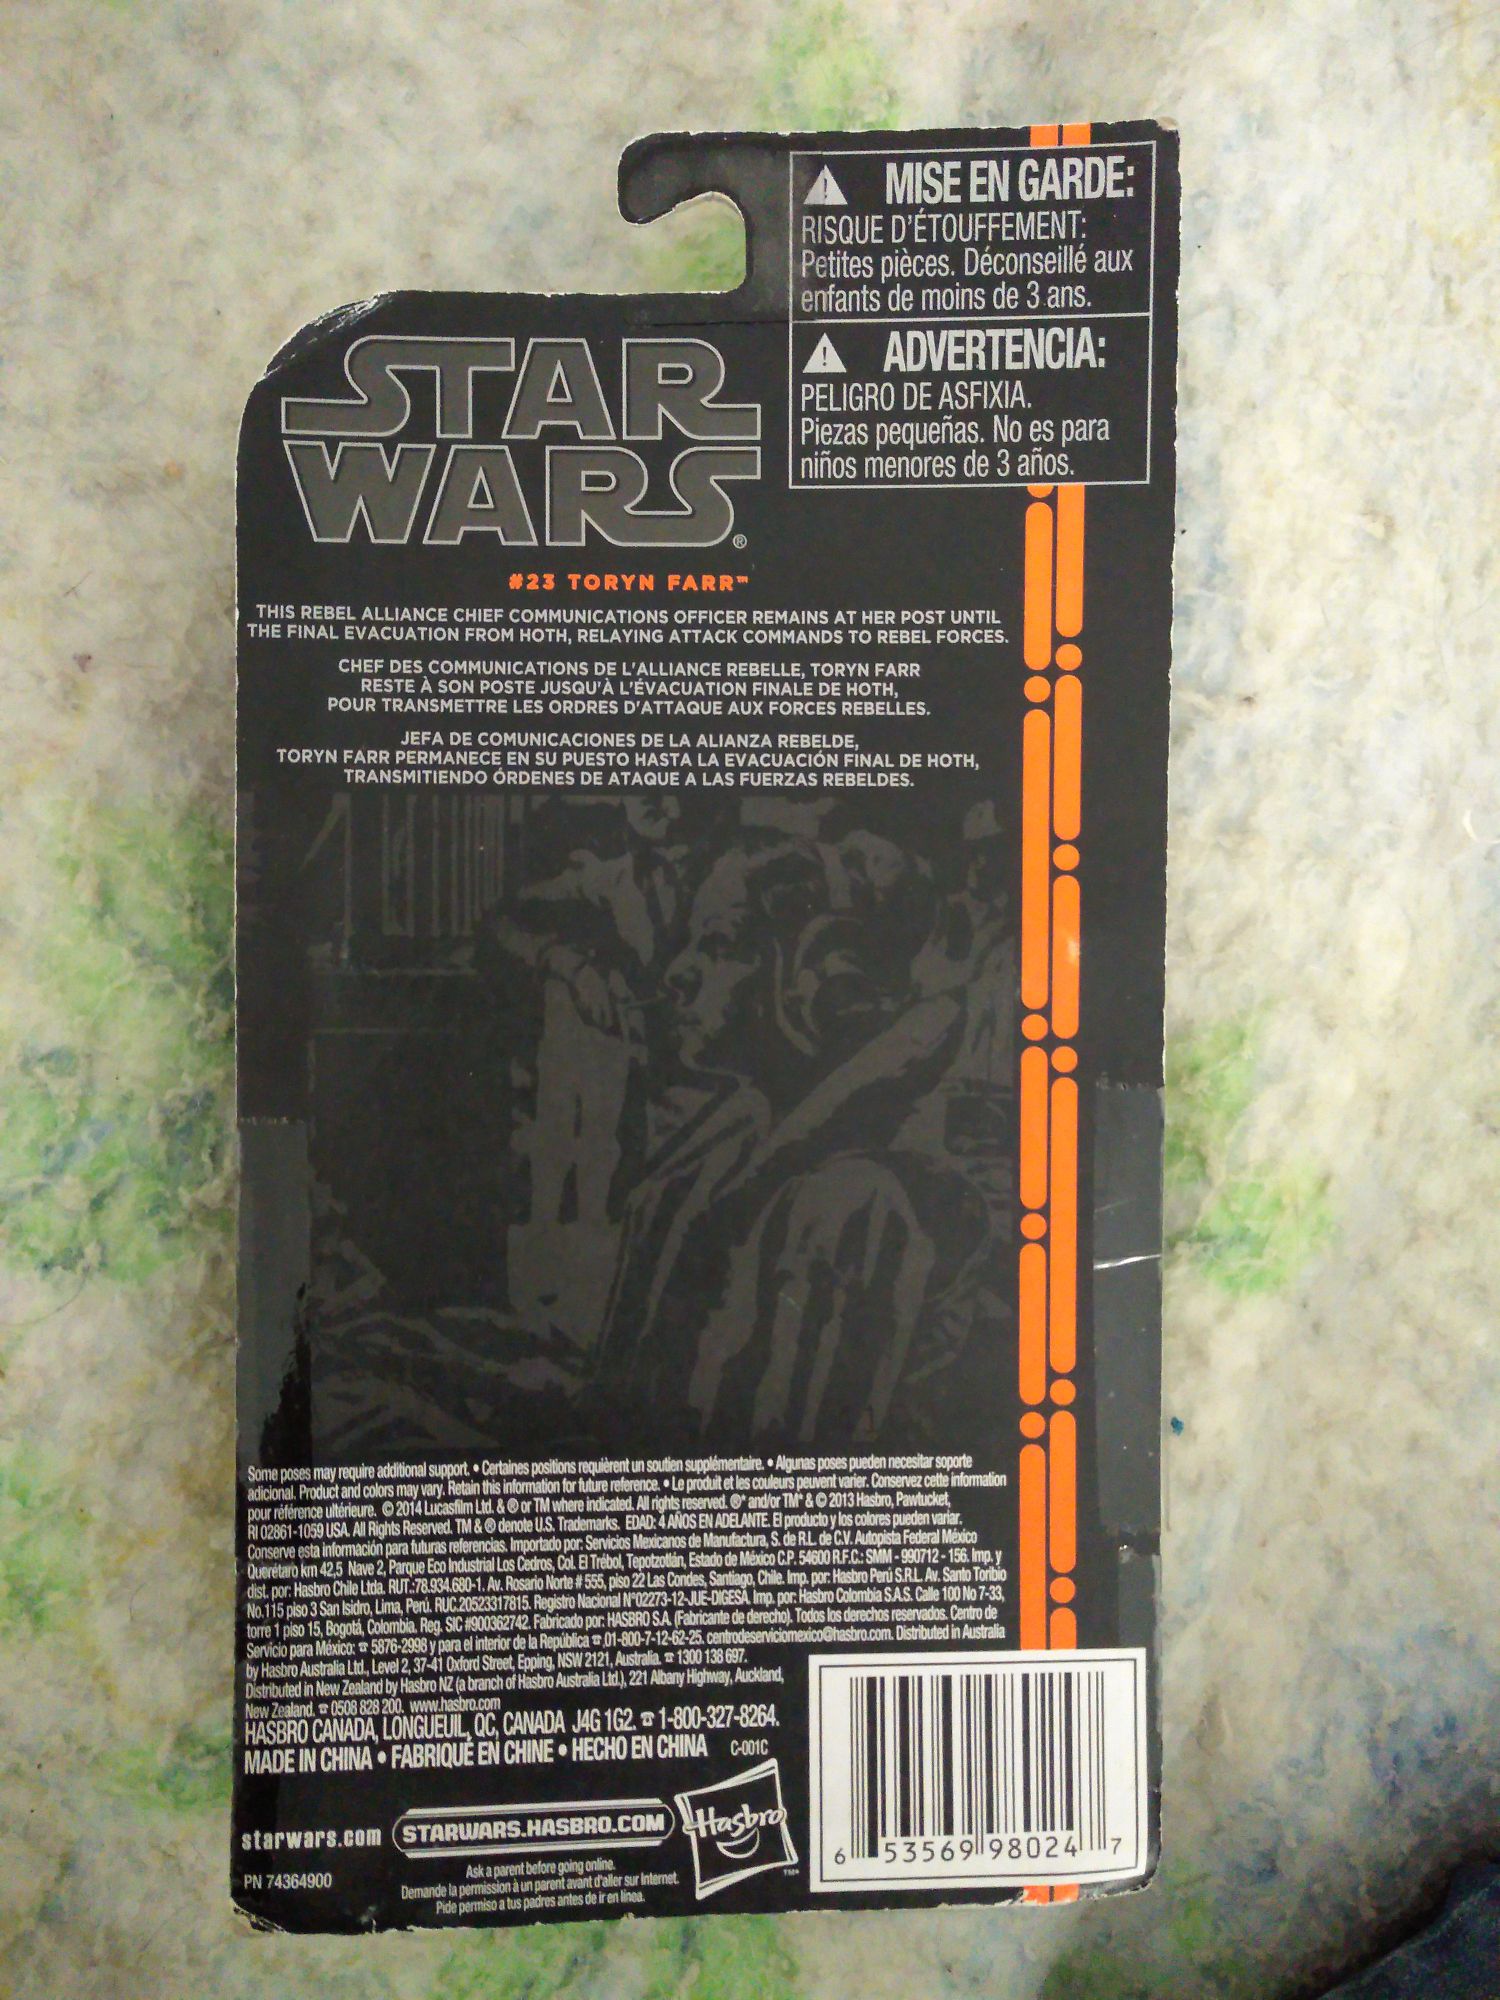 MISE EN GARDE:
RISQUE D'ÉTOUFFEMENT:
Petites pièces. Déconseillé aux
enfants de moins de 3 ans.
ADVERTENCIA:
PELIGRO DE ASFIXIA.
Piezas pequeñas. No es para
niños menores de 3 años.
STAR
WARS®
#23 TORYN FARR™
THIS REBEL ALLIANCE CHIEF COMMUNICATIONS OFFICER REMAINS AT HER POST UNTIL
THE FINAL EVACUATION FROM HOTH, RELAYING ATTACK COMMANDS TO REBEL FORCES.
CHEF DES COMMUNICATIONS DE L'ALLIANCE REBELLE, TORYN FARR
RESTE À SON POSTE JUSQU'À L'ÉVACUATION FINALE DE HOTH,
POUR TRANSMETTRE LES ORDRES D'ATTAQUE AUX FORCES REBELLES.
JEFA DE COMUNICACIONES DE LA ALIANZA REBELDE,
TORYN FARR PERMANECE EN SU PUESTO HASTA LA EVACUACIÓN FINAL DE HOTH,
TRANSMITIENDO ÓRDENES DE ATAQUE A LAS FUERZAS REBELDES.
Some poses may require additional support. • Certaines positions requièrent un soutien supplémentaire. • Algunas poses pueden necesitar soporte
adicional. Product and colors may vary. Retain this information for future reference. • Le produit et les couleurs peuvent varier. Conservez cette information
pour référence ultérieure. © 2014 Lucasfilm Ltd. & ® or TM where indicated. All rights reserved. ®* and/or TM* & © 2013 Hasbro, Pawtucket,
RI 02861-1059 USA. All Rights Reserved. TM & ® denote U.S. Trademarks. EDAD: 4 AÑOS EN ADELANTE. El producto y los colores pueden variar.
Conserve esta información para futuras referencias. Importado por: Servicios Mexicanos de Manufactura, S. de R.L. de C.V. Autopista Federal México
Querétaro km 42,5 Nave 2, Parque Eco Industrial Los Cedros, Col. El Trébol, Tepotzotlán, Estado de México C.P. 54600 R.F.C.: SMM - 990712 - 156. Imp. y
dist. por: Hasbro Chile Ltda. RUT.:78.934.680-1. Av. Rosario Norte # 555, piso 22 Las Condes, Santiago, Chile. Imp. por: Hasbro Perú S.R.L. Av. Santo Toribio
No.115 piso 3 San Isidro, Lima, Perú. RUC.20523317815. Registro Nacional N°02273-12-JUE-DIGESA. Imp. por: Hasbro Colombia S.A.S. Calle 100 No 7-33,
torre 1 piso 15, Bogotá, Colombia. Reg. SIC #900362742. Fabricado por: HASBRO S.A. (Fabricante de derecho). Todos los derechos reservados. Centro de
Servicio para México: ☎ 5876-2998 y para el interior de la República ☎ 01-800-7-12-62-25. centrodeserviciomexico@hasbro.com. Distributed in Australia
by Hasbro Australia Ltd., Level 2, 37-41 Oxford Street, Epping, NSW 2121, Australia. ☎ 1300 138 697.
Distributed in New Zealand by Hasbro NZ (a branch of Hasbro Australia Ltd.), 221 Albany Highway, Auckland,
New Zealand. ☎ 0508 828 200. www.hasbro.com
HASBRO CANADA, LONGUEUIL, QC, CANADA J4G 1G2. ☎ 1-800-327-8264.
MADE IN CHINA • FABRIQUÉ EN CHINE • HECHO EN CHINA C-001C
starwars.com STARWARS.HASBRO.COM Hasbro TM*
PN 74364900
Ask a parent before going online.
Demande la permission à un parent avant d'aller sur Internet.
Pide permiso a tus padres antes de ir en línea.
6 53569 98024 7